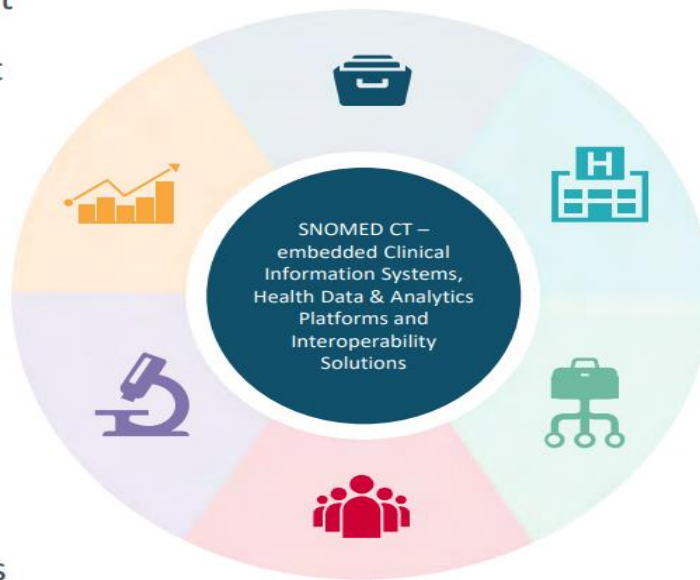 H
SNOMED CT –
embedded Clinical
Information Systems,
Health Data & Analytics
Platforms and
Interoperability
Solutions